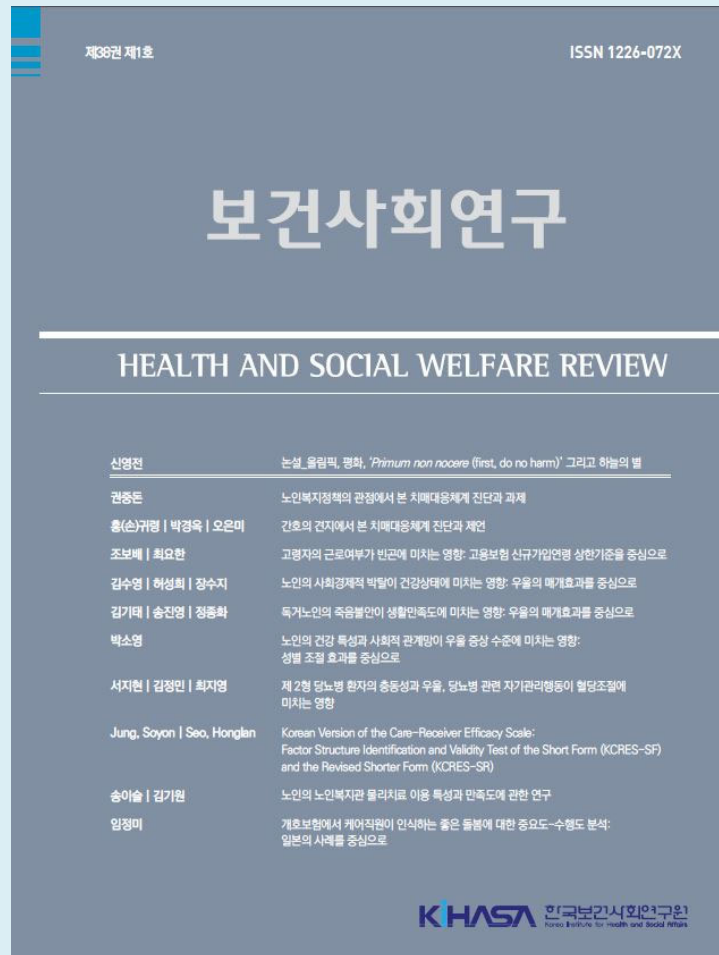 제38권 제1호
ISSN 1226-072X
보건사회연구
HEALTH AND SOCIAL WELFARE REVIEW
신영전 논설_올림픽, 평화, ‘Primum non nocere (first, do no harm)’ 그리고 하늘의 별
권중돈 노인복지정책의 관점에서 본 치매대응체계 진단과 과제
홍(손)귀령 | 박경옥 | 오은미 간호의 견지에서 본 치매대응체계 진단과 제언
조보배 | 최요한 고령자의 근로여부가 빈곤에 미치는 영향: 고용보험 신규가입연령 상한기준을 중심으로
김수영 | 허성희 | 장수지 노인의 사회경제적 박탈이 건강상태에 미치는 영향: 우울의 매개효과를 중심으로
김기태 | 송진영 | 정종화 독거노인의 죽음불안이 생활만족도에 미치는 영향: 우울의 매개효과를 중심으로
박소영 노인의 건강 특성과 사회적 관계망이 우울 증상 수준에 미치는 영향:
성별 조절 효과를 중심으로
서지현 | 김정민 | 최지영 제 2형 당뇨병 환자의 충동성과 우울, 당뇨병 관련 자기관리행동이 혈당조절에
미치는 영향
Jung, Soyon | Seo, Honglan Korean Version of the Care-Receiver Efficacy Scale:
Factor Structure Identification and Validity Test of the Short Form (KCRES-SF)
and the Revised Shorter Form (KCRES-SR)
송이슬 | 김기원 노인의 노인복지관 물리치료 이용 특성과 만족도에 관한 연구
임정미 개호보험에서 케어직원이 인식하는 좋은 돌봄에 대한 중요도-수행도 분석:
일본의 사례를 중심으로
KIHASA 한국보건사회연구원
Korea Institute for Health and Social Affairs